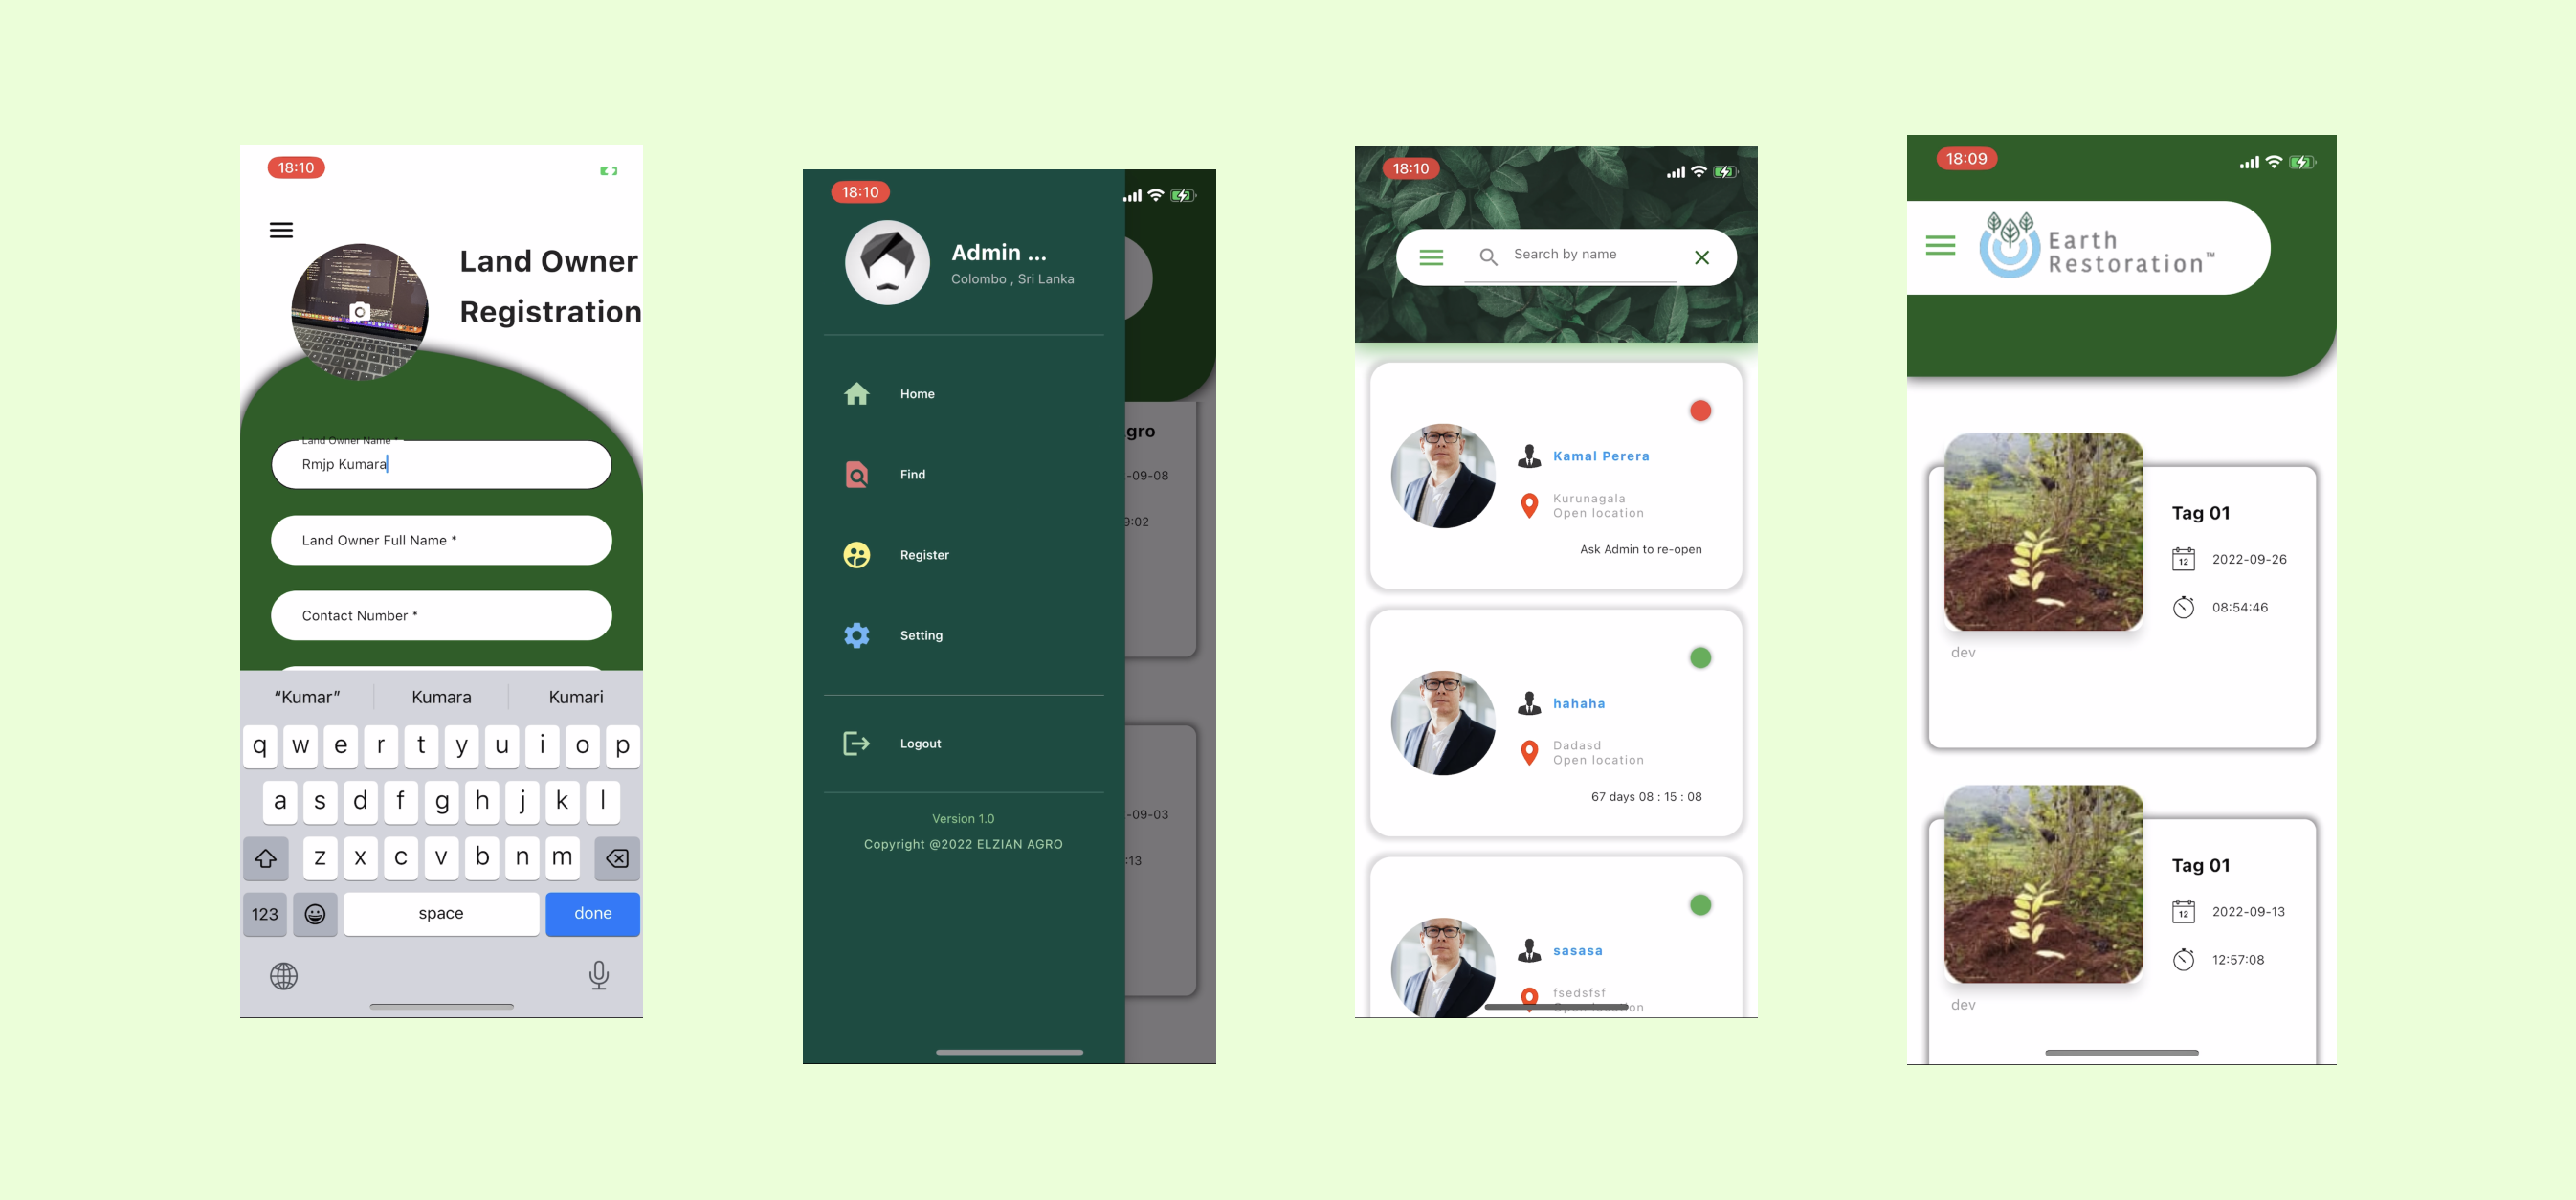 18:10
Land Owner
Registration
Land Owner Name *
Rmjp Kumara
Land Owner Full Name *
Contact Number *
“Kumar”
Kumara
Kumari
q w e r t y u i o p
a s d f g h j k l
z x c v b n m
123
space
done
18:10
Admin ...
Colombo , Sri Lanka
Home
Find
Register
Setting
Logout
Version 1.0
Copyright @2022 ELZIAN AGRO
gro
-09-08
9:02
-09-03
:13
18:10
Search by name
Kamal Perera
Kurunagala
Open location
Ask Admin to re-open
hahaha
Dadasd
Open location
67 days 08 : 15 : 08
sasasa
fsedsfsf
Open location
18:09
Earth
Restoration™
Tag 01
12
2022-09-26
08:54:46
dev
Tag 01
12
2022-09-13
12:57:08
dev